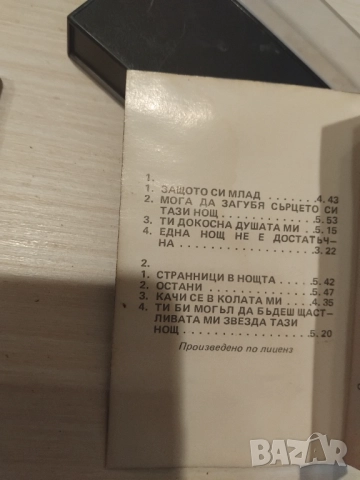 1.
1. ЗАЩОТО СИ МЛАД ........4. 43
2. МОГА ДА ЗАГУБЯ СЪРЦЕТО СИ
ТАЗИ НОЩ ..................5. 53
3. ТИ ДОКОСНА ДУШАТА МИ . . 5. 15
4. ЕДНА НОЩ НЕ Е ДОСТАТЪЧ-
НА ........................3. 22
2.
1. СТРАННИЦИ В НОЩТА ......5. 42
2. ОСТАНИ ..................5. 47
3. КАЧИ СЕ В КОЛАТА МИ ....4. 35
4. ТИ БИ МОГЪЛ ДА БЪДЕШ ЩАСТ-
ЛИВАТА МИ ЗВЕЗДА ТАЗИ
НОЩ ......................5. 20
Произведено по лиценз
BAZAR